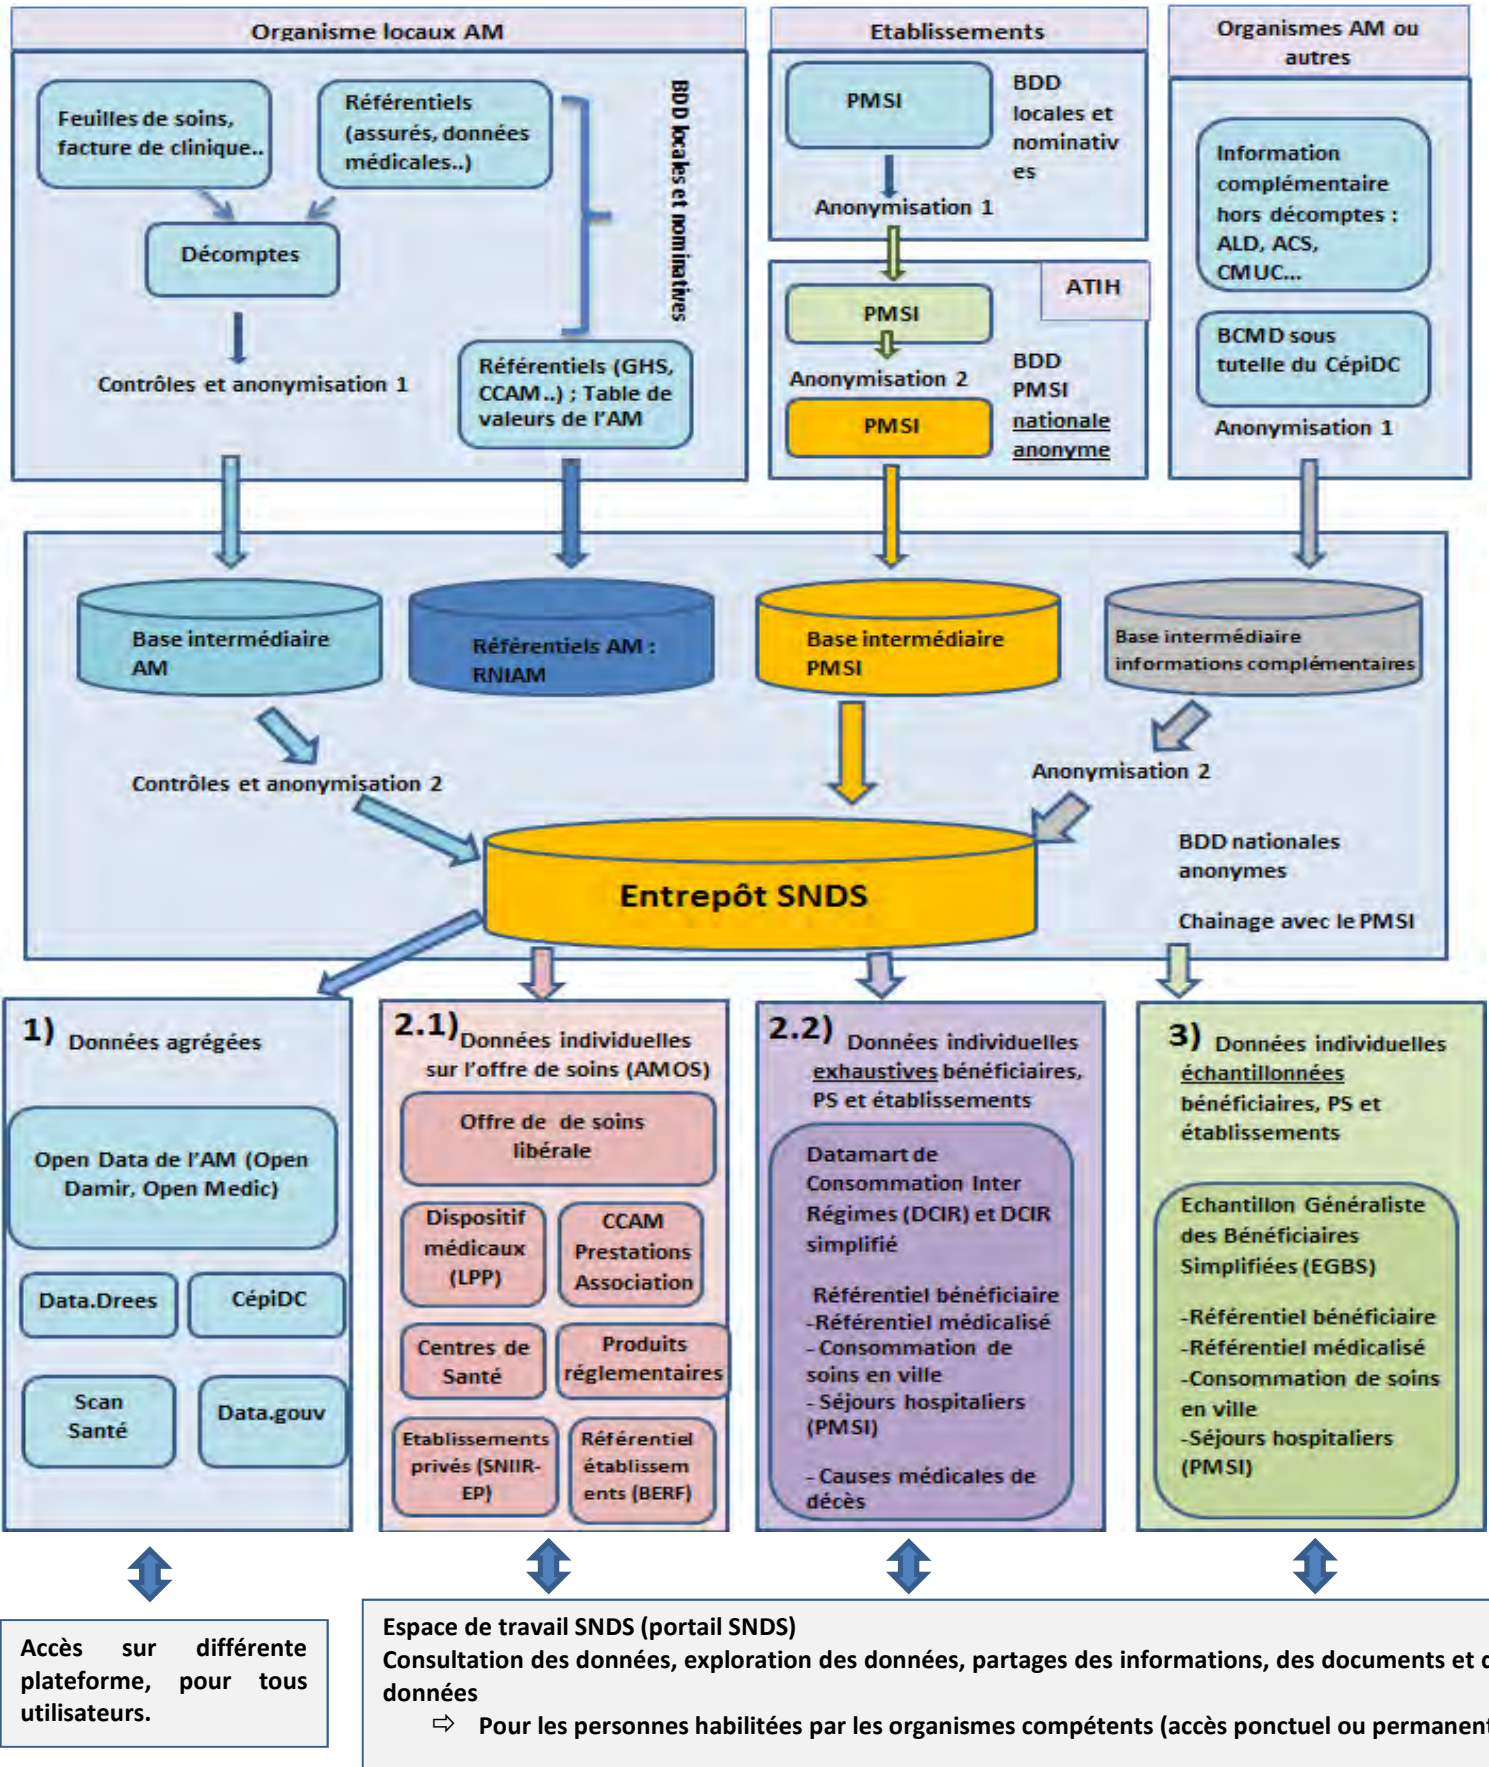 Organisme locaux AM
Feuilles de soins,
facture de clinique..
Référentiels
(assurés, données
médicales..)
Décomptes
Contrôles et anonymisation 1
BDD locales et nominatives
Référentiels (GHS,
CCAM..) ; Table de
valeurs de l'AM
Etablissements
PMSI
BDD
locales et
nominativ
es
Anonymisation 1
ATIH
PMSI
Anonymisation 2
PMSI
BDD
PMSI
nationale
anonyme
Organismes AM ou
autres
Information
complémentaire
hors décomptes :
ALD, ACS,
CMUC...
BCMD sous
tutelle du CépiDC
Anonymisation 1
Base intermédiaire
AM
Référentiels AM :
RNIAM
Base intermédiaire
PMSI
Base intermédiaire
informations complémentaires
Contrôles et anonymisation 2
Anonymisation 2
Entrepôt SNDS
BDD nationales
anonymes
Chainage avec le PMSI
1) Données agrégées
Open Data de l'AM (Open
Damir, Open Medic)
Data.Drees
CépiDC
Scan
Santé
Data.gouv
2.1) Données individuelles
sur l'offre de soins (AMOS)
Offre de de soins
libérale
Dispositif
médicaux
(LPP)
CCAM
Prestations
Association
Centres de
Santé
Produits
réglementaires
Etablissements
privés (SNIIR-
EP)
Référentiel
établissem
ents (BERF)
2.2) Données individuelles
exhaustives bénéficiaires,
PS et établissements
Datamart de
Consommation Inter
Régimes (DCIR) et DCIR
simplifié
Référentiel bénéficiaire
-Référentiel médicalisé
- Consommation de
soins en ville
- Séjours hospitaliers
(PMSI)
- Causes médicales de
décès
3) Données individuelles
échantillonnées
bénéficiaires, PS et
établissements
Echantillon Généraliste
des Bénéficiaires
Simplifiées (EGBS)
-Référentiel bénéficiaire
-Référentiel médicalisé
-Consommation de soins
en ville
-Séjours hospitaliers
(PMSI)
Accès sur différente
plateforme, pour tous
utilisateurs.
Espace de travail SNDS (portail SNDS)
Consultation des données, exploration des données, partages des informations, des documents et
données
⇨ Pour les personnes habilitées par les organismes compétents (accès ponctuel ou permanent